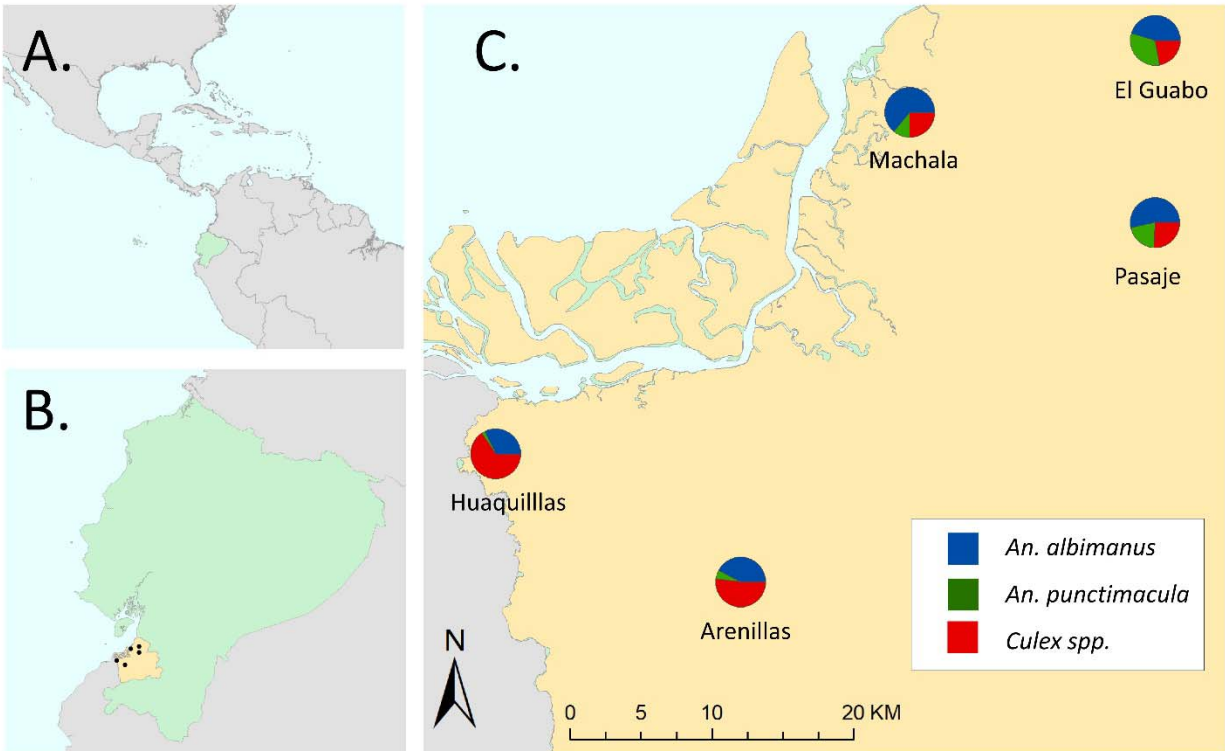 A.
B.
C.
El Guabo
Machala
Pasaje
Huaquilllas
Arenillas
An. albimanus
An. punctimacula
Culex spp.
N
0 5 10 20 KM